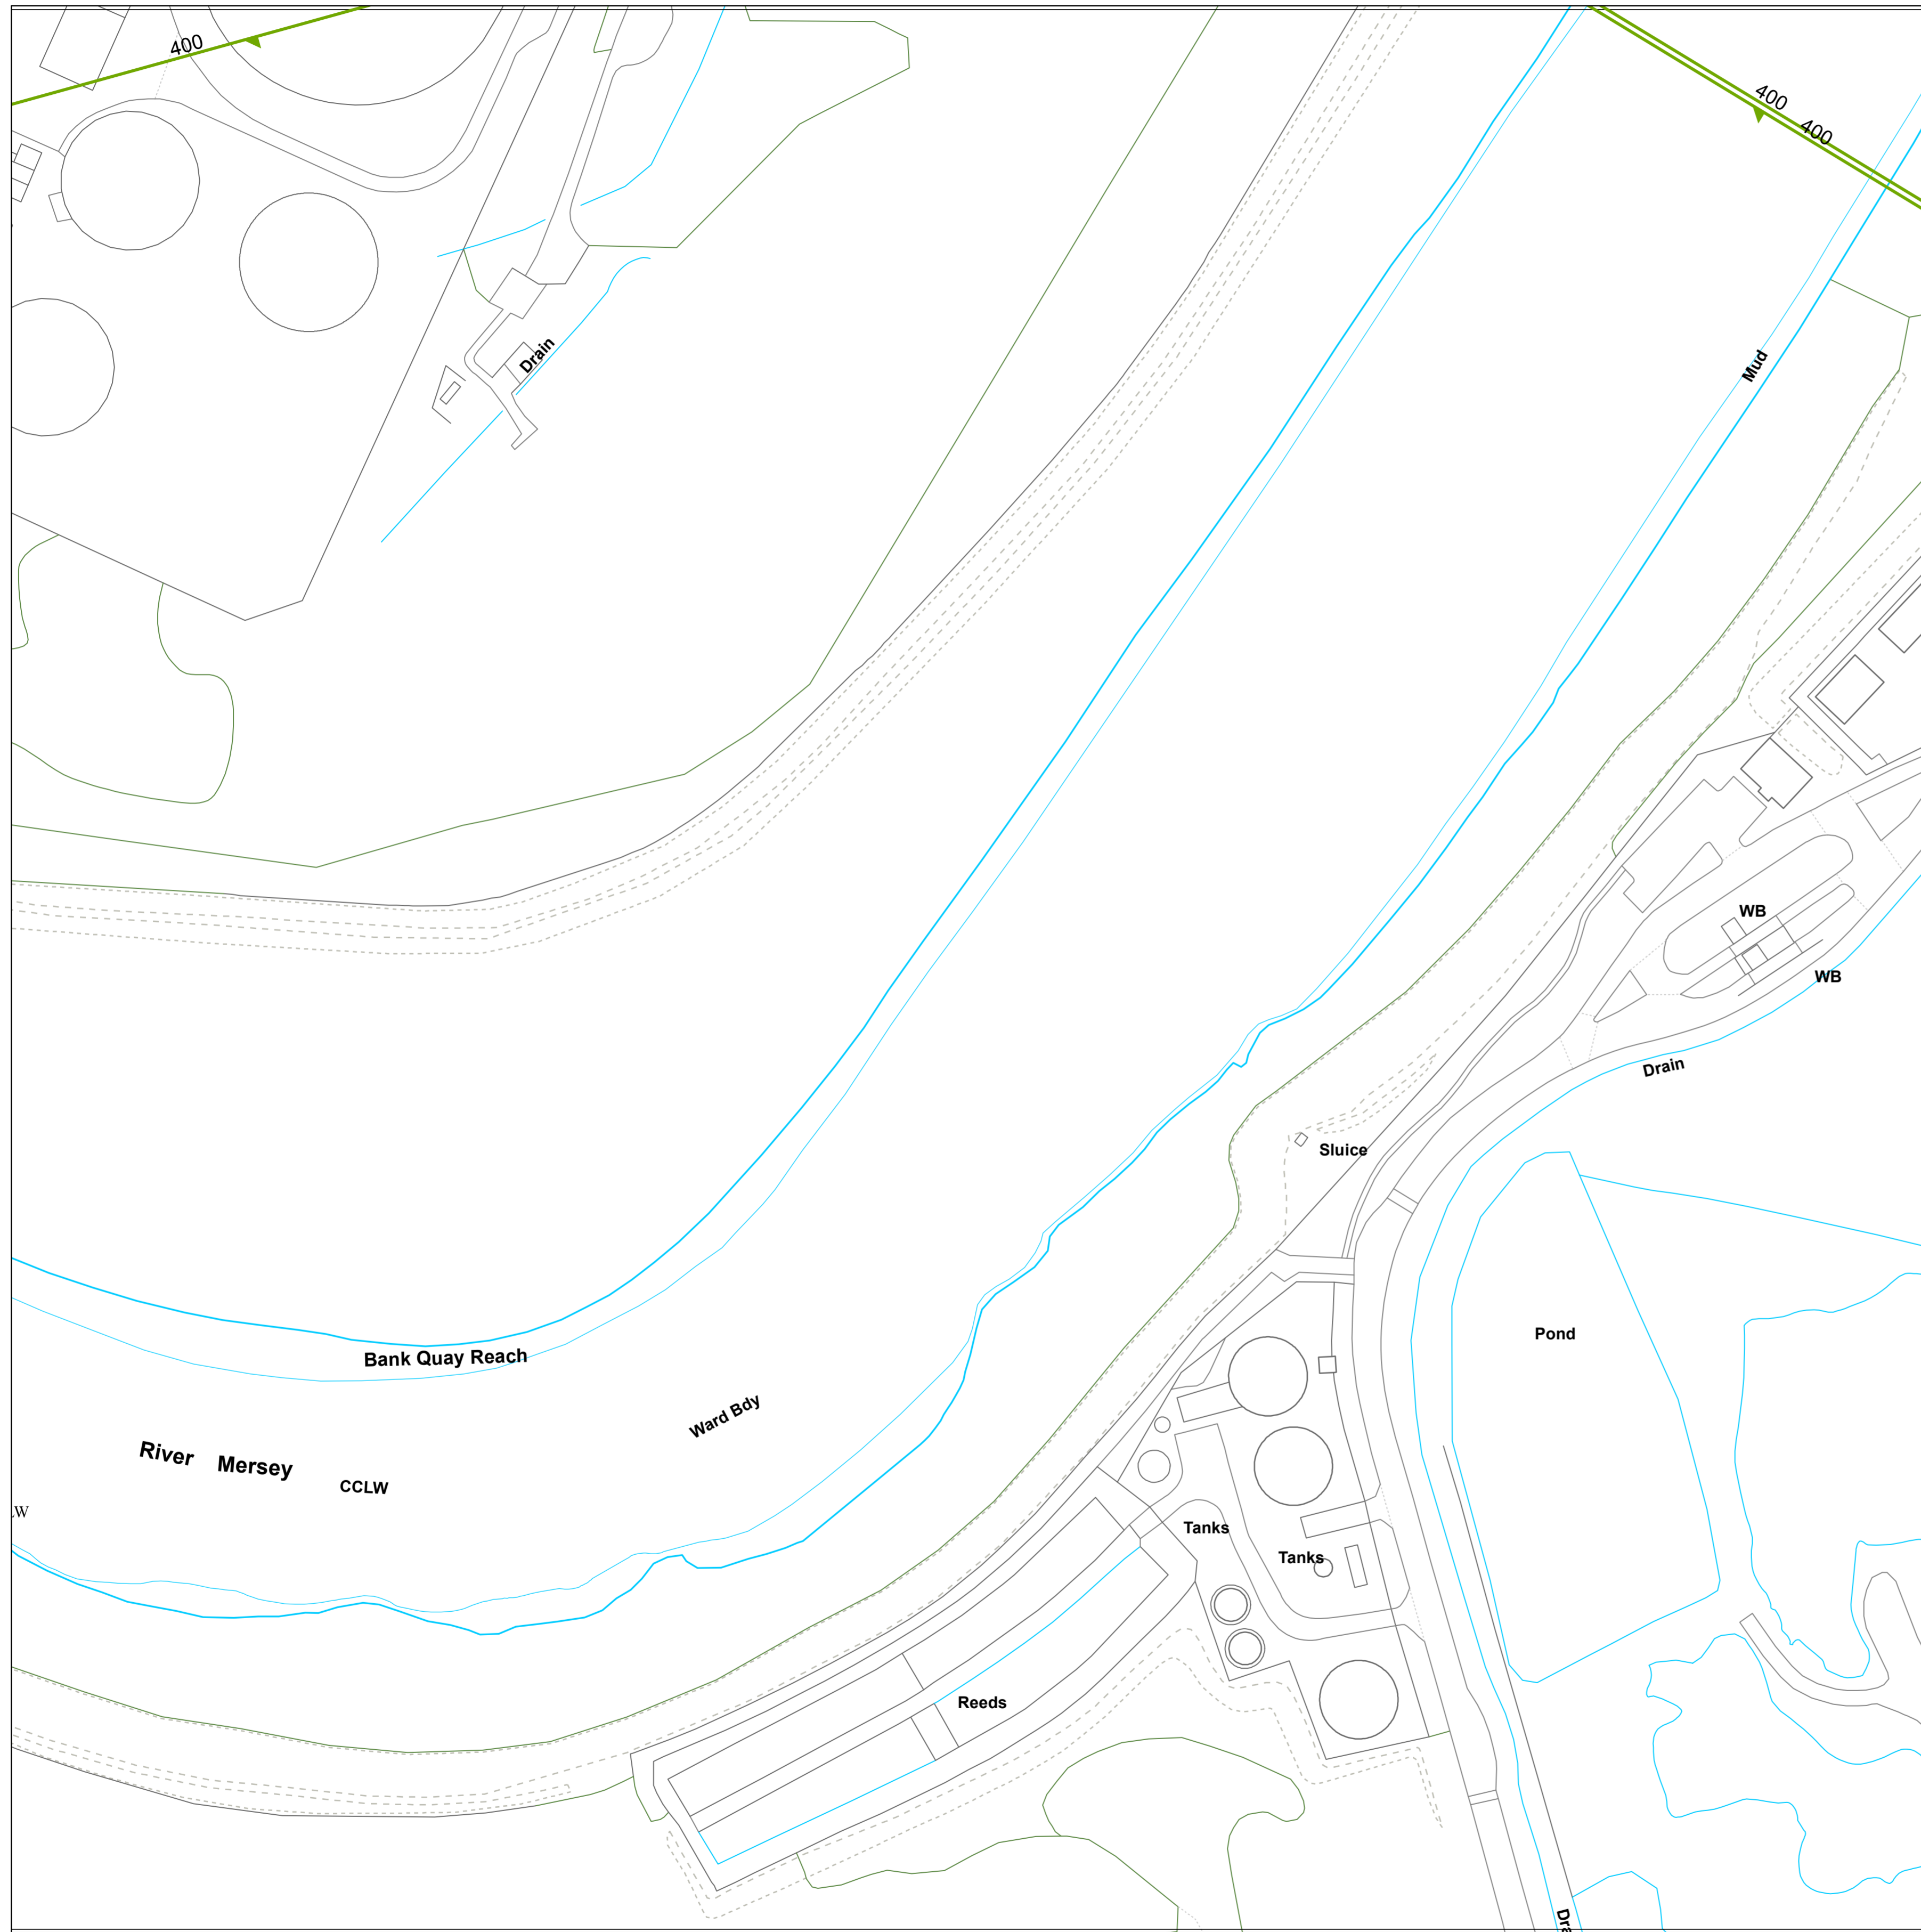 400
400
400
Drain
Mud
WB
WB
Drain
Sluice
Pond
Bank Quay Reach
Ward Bdy
River Mersey
CCLW
W
Tanks
Tanks
Reeds